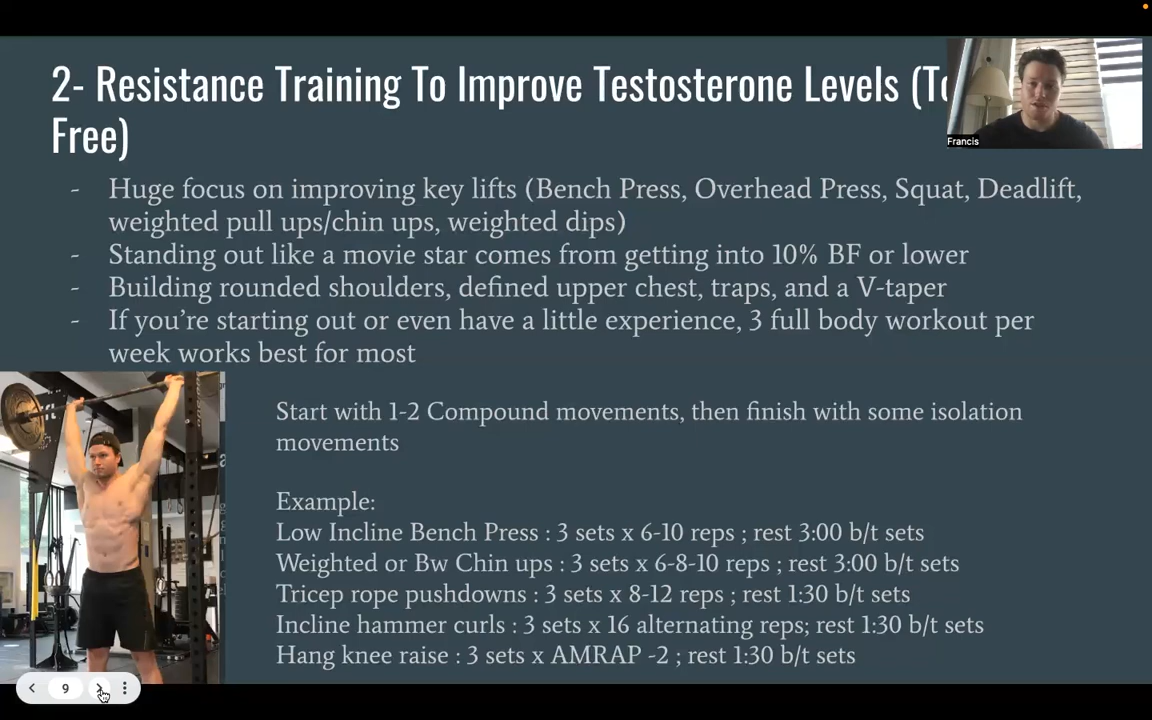 2- Resistance Training To Improve Testosterone Levels
Free)
Francis
- Huge focus on improving key lifts (Bench Press, Overhead Press, Squat, Deadlift,
weighted pull ups/chin ups, weighted dips)
- Standing out like a movie star comes from getting into 10% BF or lower
- Building rounded shoulders, defined upper chest, traps, and a V-taper
- If you’re starting out or even have a little experience, 3 full body workout per
week works best for most
Start with 1-2 Compound movements, then finish with some isolation
movements
Example:
Low Incline Bench Press : 3 sets x 6-10 reps ; rest 3:00 b/t sets
Weighted or Bw Chin ups : 3 sets x 6-8-10 reps ; rest 3:00 b/t sets
Tricep rope pushdowns : 3 sets x 8-12 reps ; rest 1:30 b/t sets
Incline hammer curls : 3 sets x 16 alternating reps; rest 1:30 b/t sets
Hang knee raise : 3 sets x AMRAP -2 ; rest 1:30 b/t sets
9